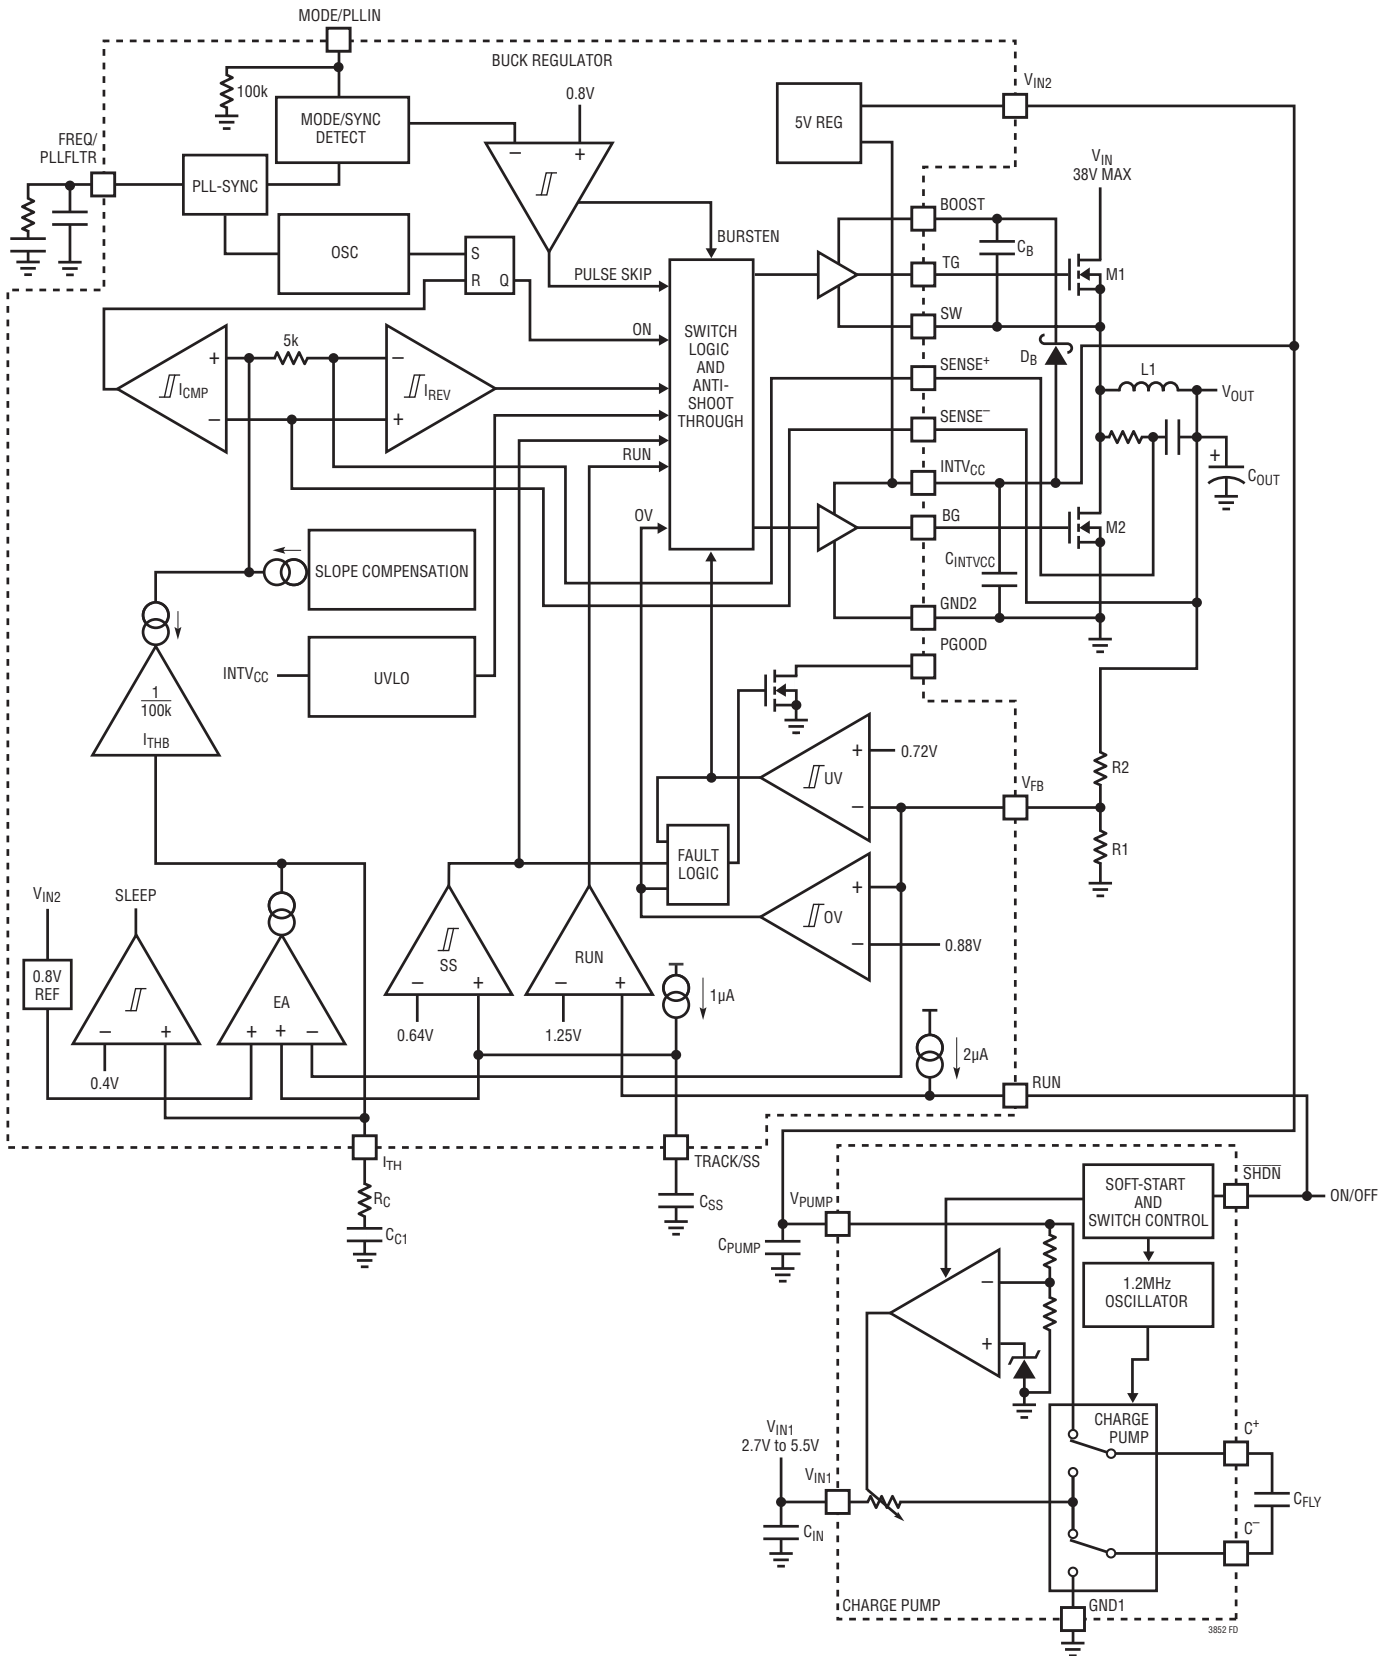 MODE/PLLIN
BUCK REGULATOR
VIN2
100k
0.8V
MODE/SYNC
DETECT
5V REG
FREQ/
PLLFLTR
PLL-SYNC
VIN
38V MAX
– +
BOOST
OSC
S
R Q
BURSTEN
CB
TG
M1
PULSE SKIP
SW
ON
SWITCH
LOGIC
AND
ANTI-
SHOOT
THROUGH
5k
+
–
ICMP
–
+
IREV
DB
SENSE+
L1
VOUT
SENSE–
RUN
INTVCC
+
COUT
OV
BG
M2
CINTVCC
SLOPE COMPENSATION
GND2
PGOOD
INTVCC
UVLO
1
100k
ITHB
+
–
UV
0.72V
VFB
R2
FAULT
LOGIC
R1
+
–
OV
0.88V
VIN2
SLEEP
0.8V
REF
EA
SS
RUN
– +
– +
1µA
– +
+ + –
0.64V
1.25V
0.4V
2µA
RUN
ITH
TRACK/SS
RC
CC1
CSS
SOFT-START
AND
SWITCH CONTROL
SHDN
ON/OFF
VPUMP
CPUMP
–
+
1.2MHz
OSCILLATOR
CHARGE
PUMP
C+
VIN1
2.7V to 5.5V
VIN1
CFLY
CIN
C–
CHARGE PUMP
GND1
3852 FD